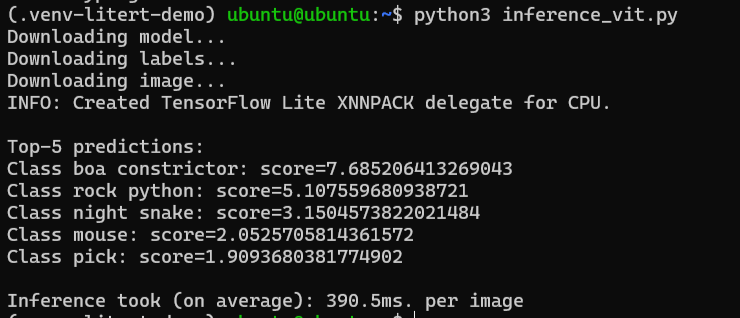 (.venv-litert-demo) ubuntu@ubuntu:~$ python3 inference_vit.py
Downloading model...
Downloading labels...
Downloading image...
INFO: Created TensorFlow Lite XNNPACK delegate for CPU.
Top-5 predictions:
Class boa constrictor: score=7.685206413269043
Class rock python: score=5.107559680938721
Class night snake: score=3.1504573822021484
Class mouse: score=2.0525705814361572
Class pick: score=1.9093680381774902
Inference took (on average): 390.5ms. per image